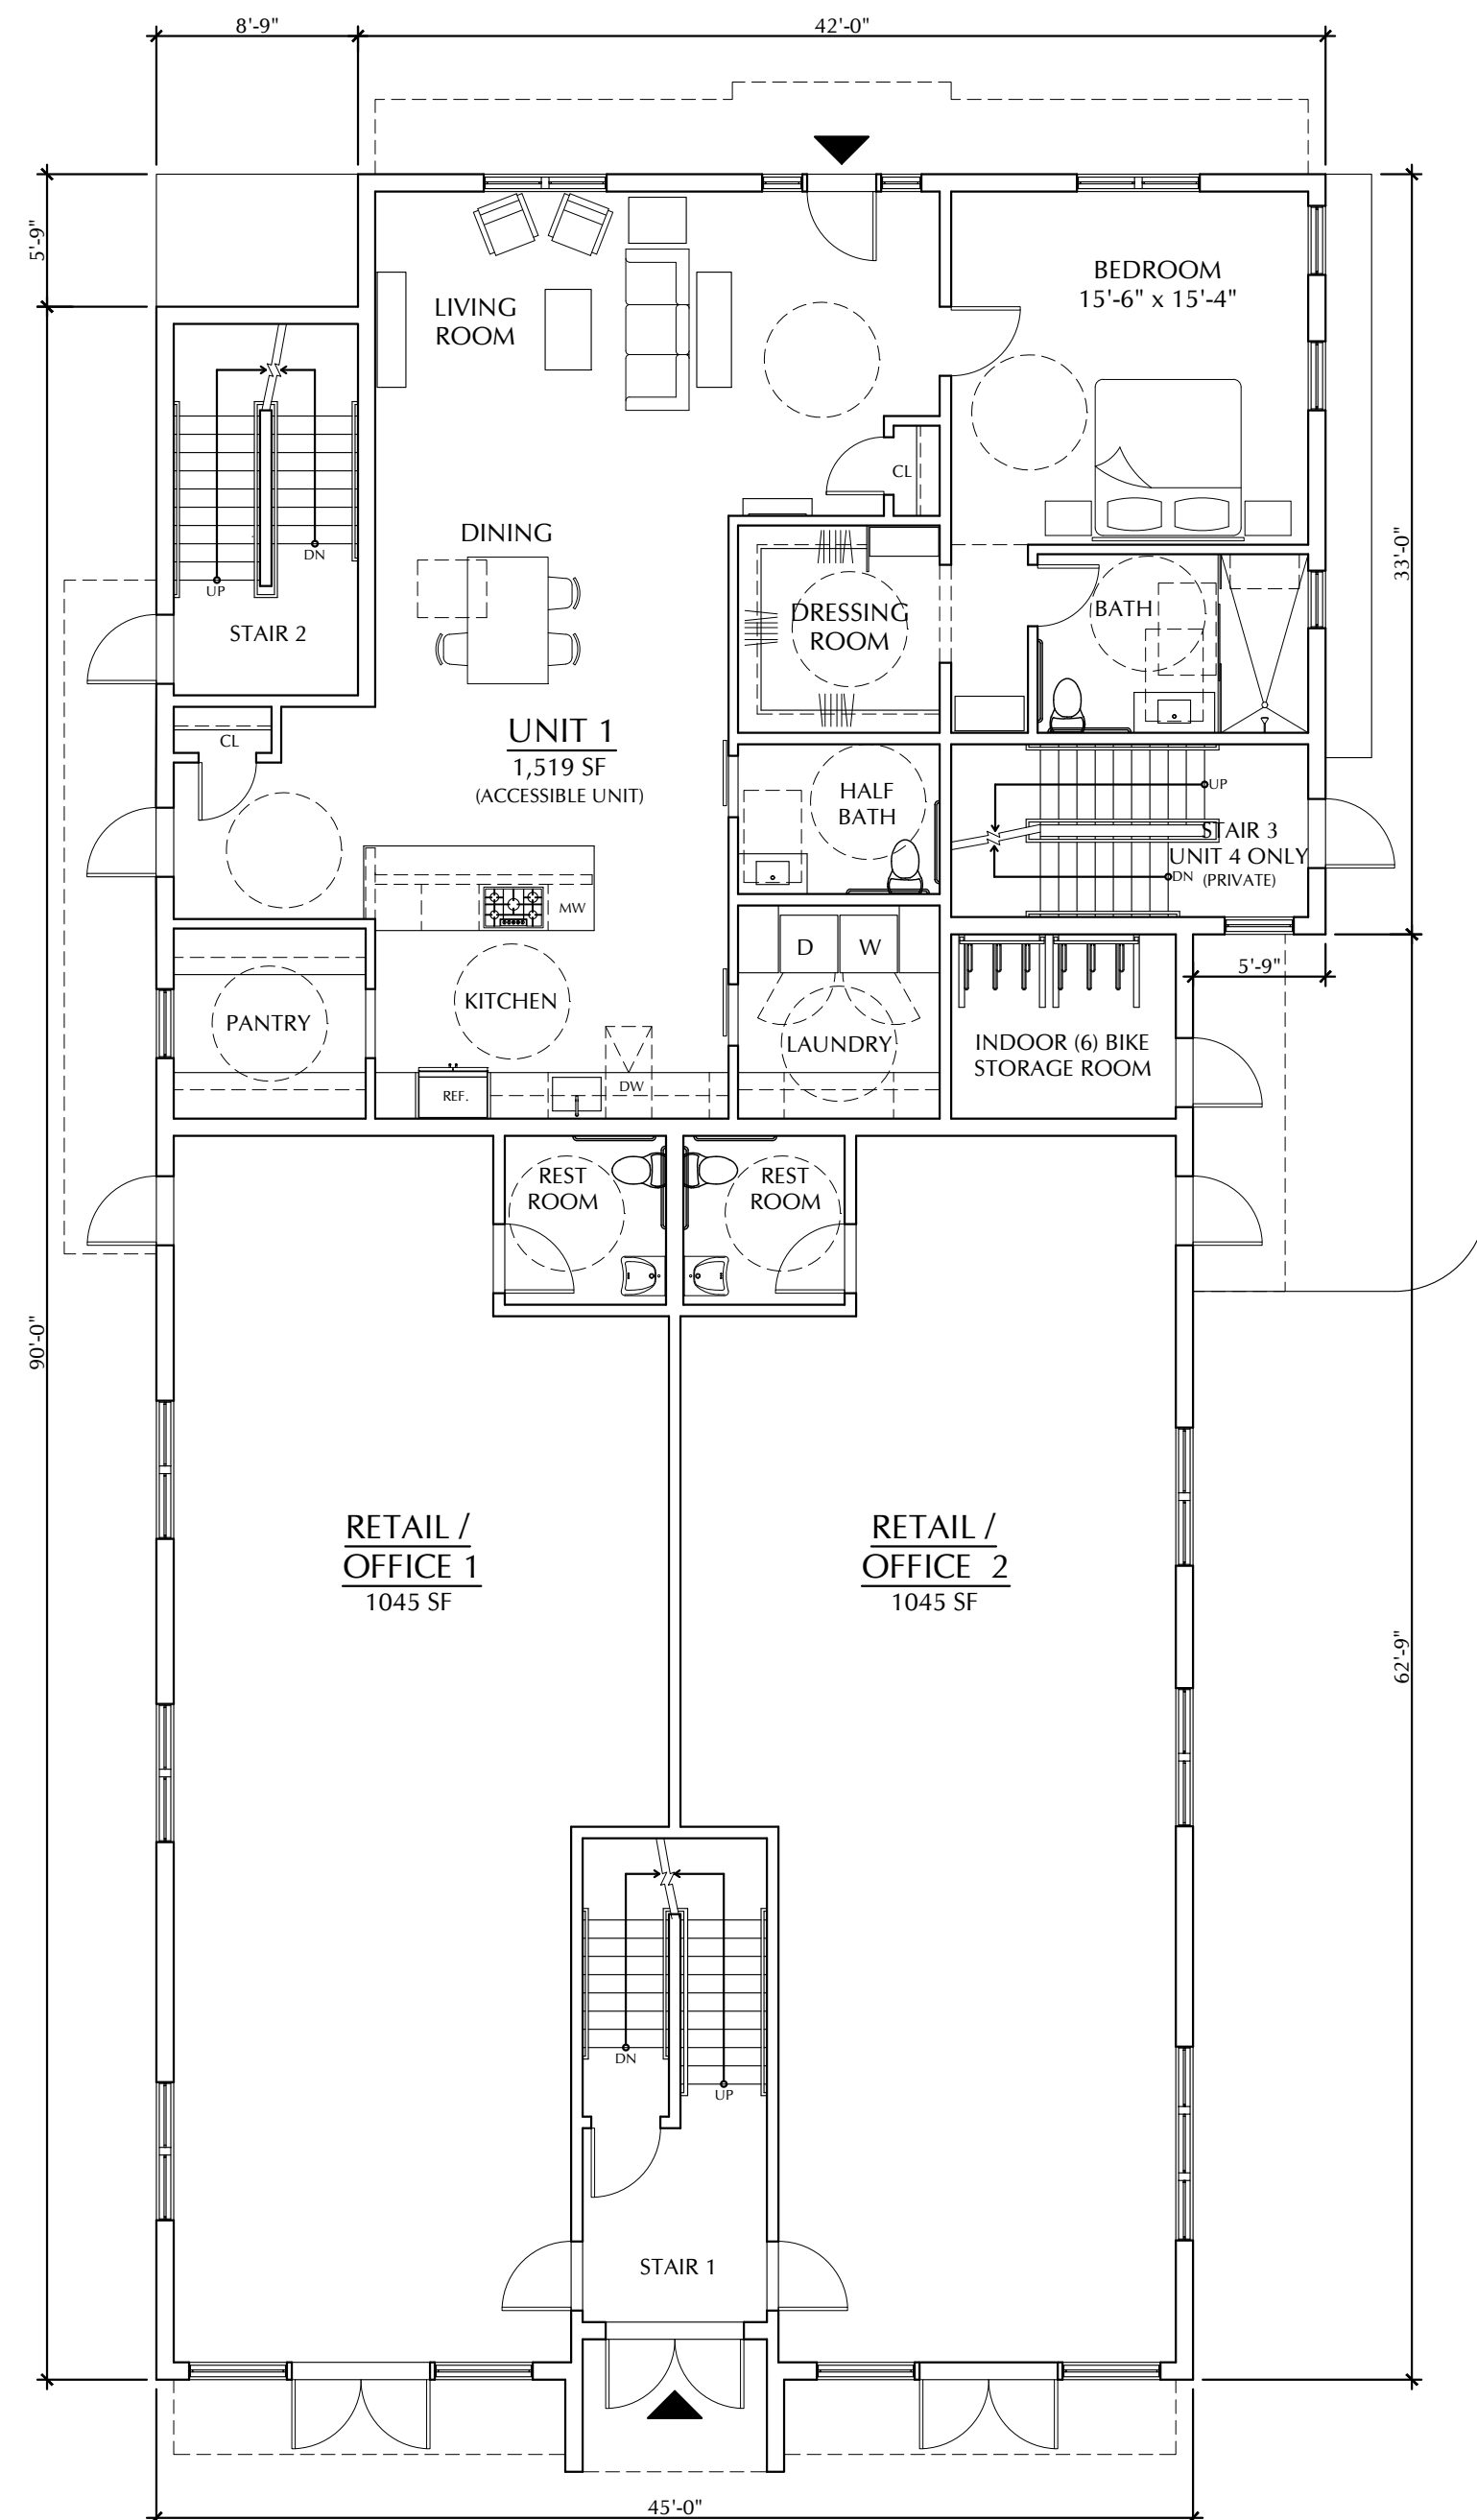 8'-9"
42'-0"
5'-9"
BEDROOM
15'-6" x 15'-4"
LIVING
ROOM
CL
DINING
33'-0"
DN
UP
STAIR 2
DRESSING
ROOM
BATH
UNIT 1
1,519 SF
(ACCESSIBLE UNIT)
CL
HALF
BATH
UP
STAIR 3
UNIT 4 ONLY
DN (PRIVATE)
MW
D
W
5'-9"
PANTRY
KITCHEN
LAUNDRY
INDOOR (6) BIKE
STORAGE ROOM
REF.
DW
REST
ROOM
REST
ROOM
90'-0"
RETAIL /
OFFICE 1
1045 SF
RETAIL /
OFFICE 2
1045 SF
62'-9"
DN
UP
STAIR 1
45'-0"